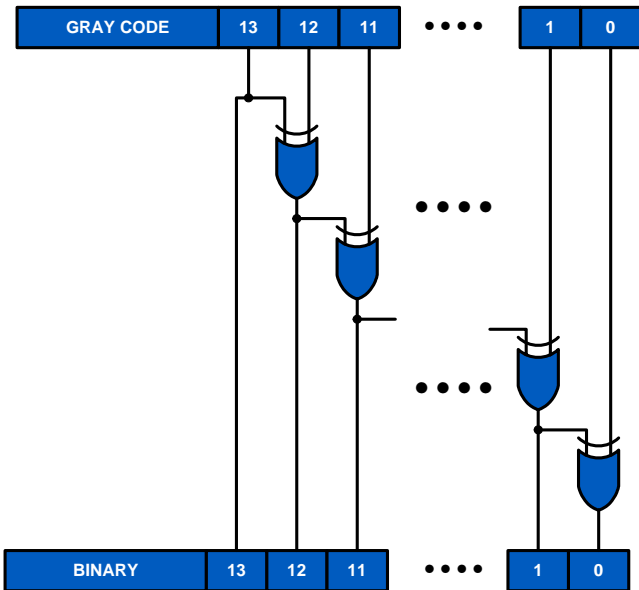 GRAY CODE 13 12 11 •••• 1 0
BINARY 13 12 11 •••• 1 0